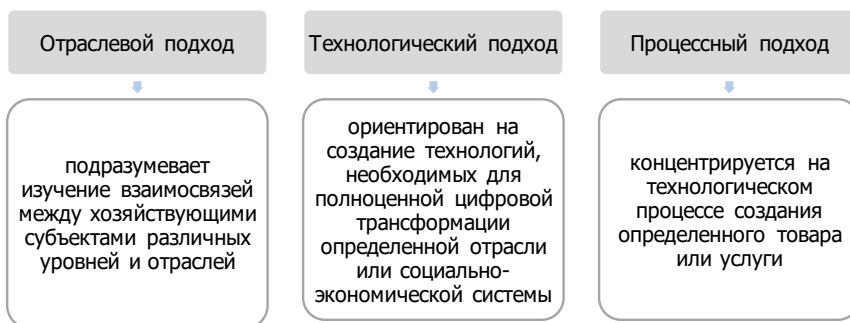 Отраслевой подход
подразумевает
изучение взаимосвязей
между хозяйствующими
субъектами различных
уровней и отраслей
Технологический подход
ориентирован на
создание технологий,
необходимых для
полноценной цифровой
трансформации
определенной отрасли
или социально-
экономической системы
Процессный подход
концентрируется на
технологическом
процессе создания
определенного товара
или услуги